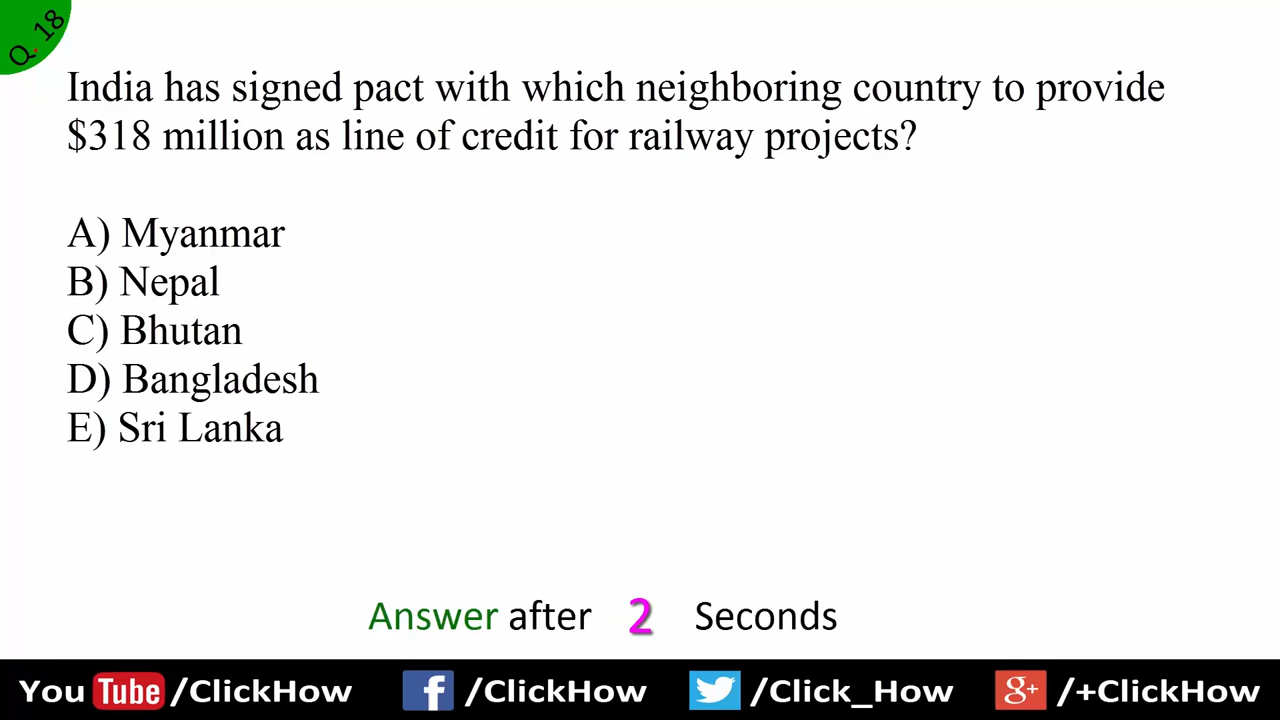 Q. 18
India has signed pact with which neighboring country to provide
$318 million as line of credit for railway projects?
A) Myanmar
B) Nepal
C) Bhutan
D) Bangladesh
E) Sri Lanka
Answer after 2 Seconds
You Tube /ClickHow f /ClickHow /Click_How g+ /+ClickHow